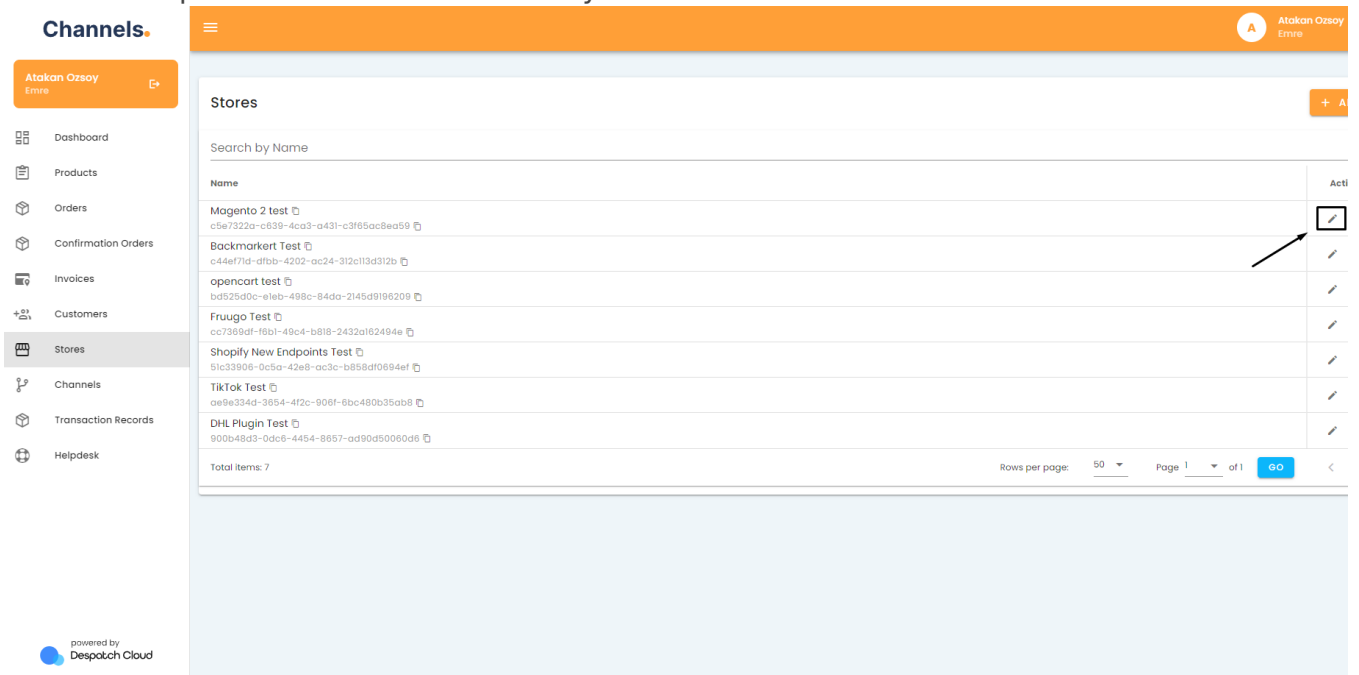 Channels.
Atakan Ozsoy
Emre
A
Atakan Ozsoy
Emre
Dashboard
Products
Orders
Confirmation Orders
Invoices
Customers
Stores
Channels
Transaction Records
Helpdesk
powered by
Despatch Cloud
Stores
+ A
Search by Name
Name
Acti
Magento 2 test
c5e7322a-c639-4ca3-a431-c3f65ac8ea59
Backmarkert Test
c44ef71d-dfbb-4202-ac24-312c113d312b
opencart test
bd525d0c-e1eb-498c-84da-2145d9196209
Fruugo Test
cc7369df-f6b1-49c4-b818-2432a162494e
Shopify New Endpoints Test
51c33906-0c5a-42e8-ac3c-b858df0694ef
TikTok Test
ae9e334d-3654-4f2c-906f-6bc480b35ab8
DHL Plugin Test
900b48d3-0dc6-4454-8657-ad90d50060d6
Total items: 7
Rows per page: 50 Page 1 of 1 GO